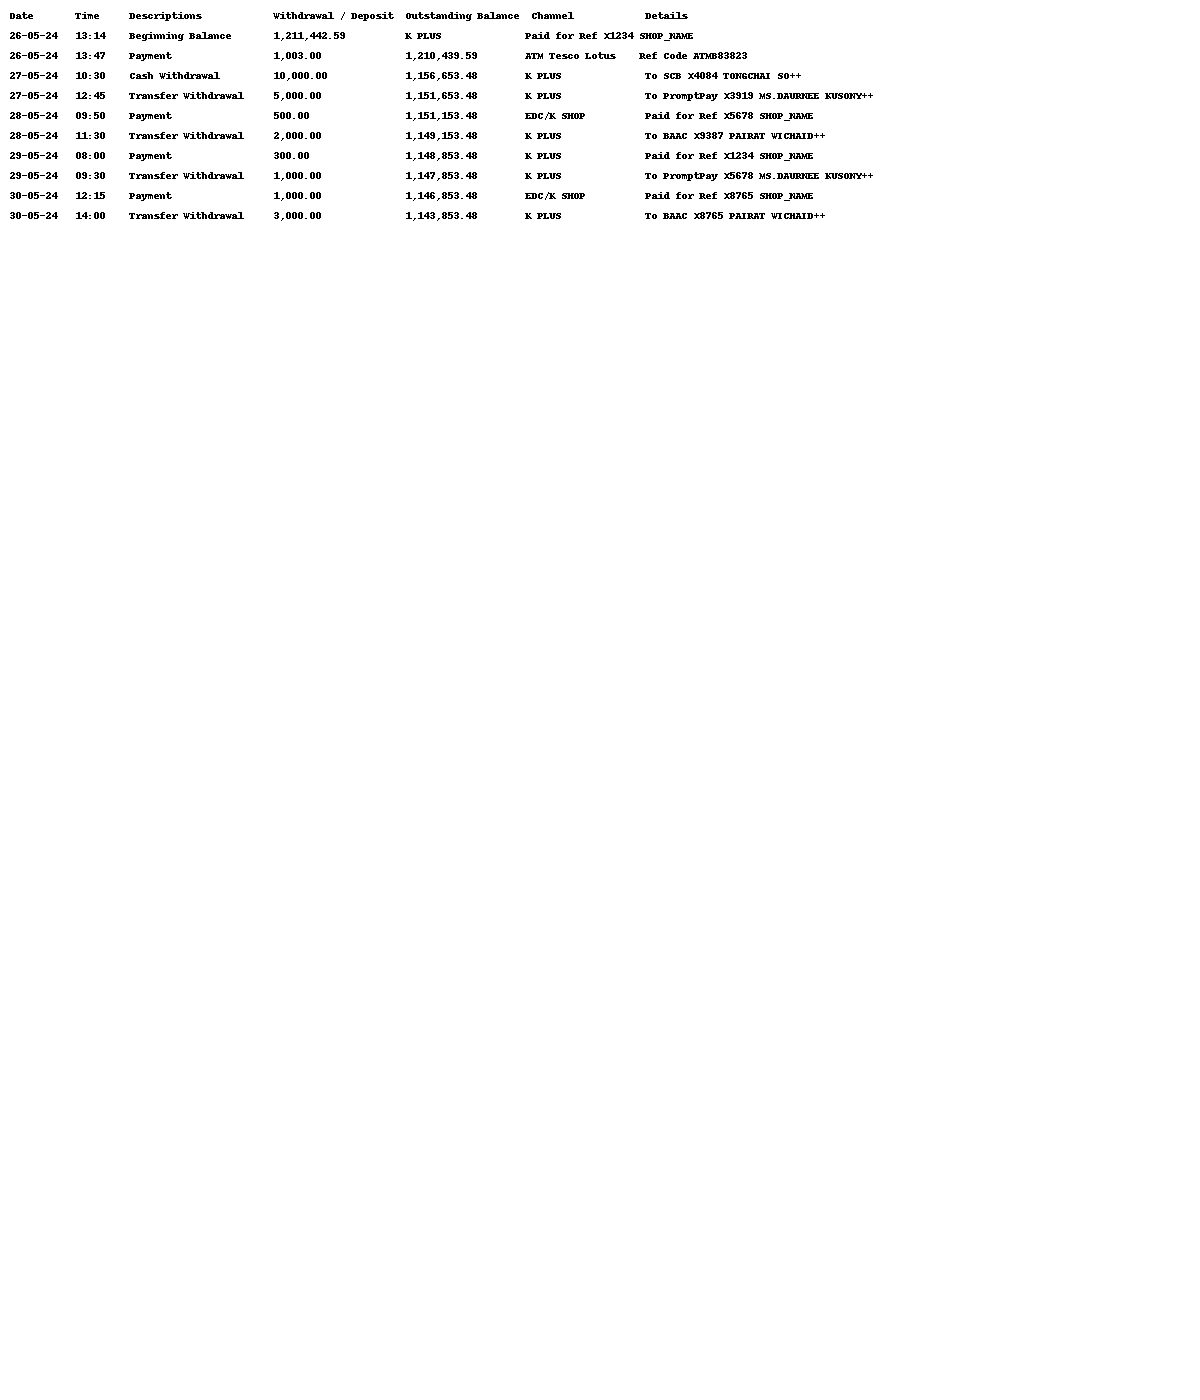 Date Time Descriptions Withdrawal / Deposit Outstanding Balance Channel Details
26-05-24 13:14 Beginning Balance 1,211,442.59 K PLUS Paid for Ref X1234 SHOP_NAME
26-05-24 13:47 Payment 1,003.00 1,210,439.59 ATM Tesco Lotus Ref Code ATMB83823
27-05-24 10:30 Cash Withdrawal 10,000.00 1,156,653.48 K PLUS To SCB X4084 TONGCHAI SO++
27-05-24 12:45 Transfer Withdrawal 5,000.00 1,151,653.48 K PLUS To PromptPay X3919 MS.DAURNEE KUSONY++
28-05-24 09:50 Payment 500.00 1,151,153.48 EDC/K SHOP Paid for Ref X5678 SHOP_NAME
28-05-24 11:30 Transfer Withdrawal 2,000.00 1,149,153.48 K PLUS To BAAC X9387 PAIRAT WICHAID++
29-05-24 08:00 Payment 300.00 1,148,853.48 K PLUS Paid for Ref X1234 SHOP_NAME
29-05-24 09:30 Transfer Withdrawal 1,000.00 1,147,853.48 K PLUS To PromptPay X5678 MS.DAURNEE KUSONY++
30-05-24 12:15 Payment 1,000.00 1,146,853.48 EDC/K SHOP Paid for Ref X8765 SHOP_NAME
30-05-24 14:00 Transfer Withdrawal 3,000.00 1,143,853.48 K PLUS To BAAC X8765 PAIRAT WICHAID++